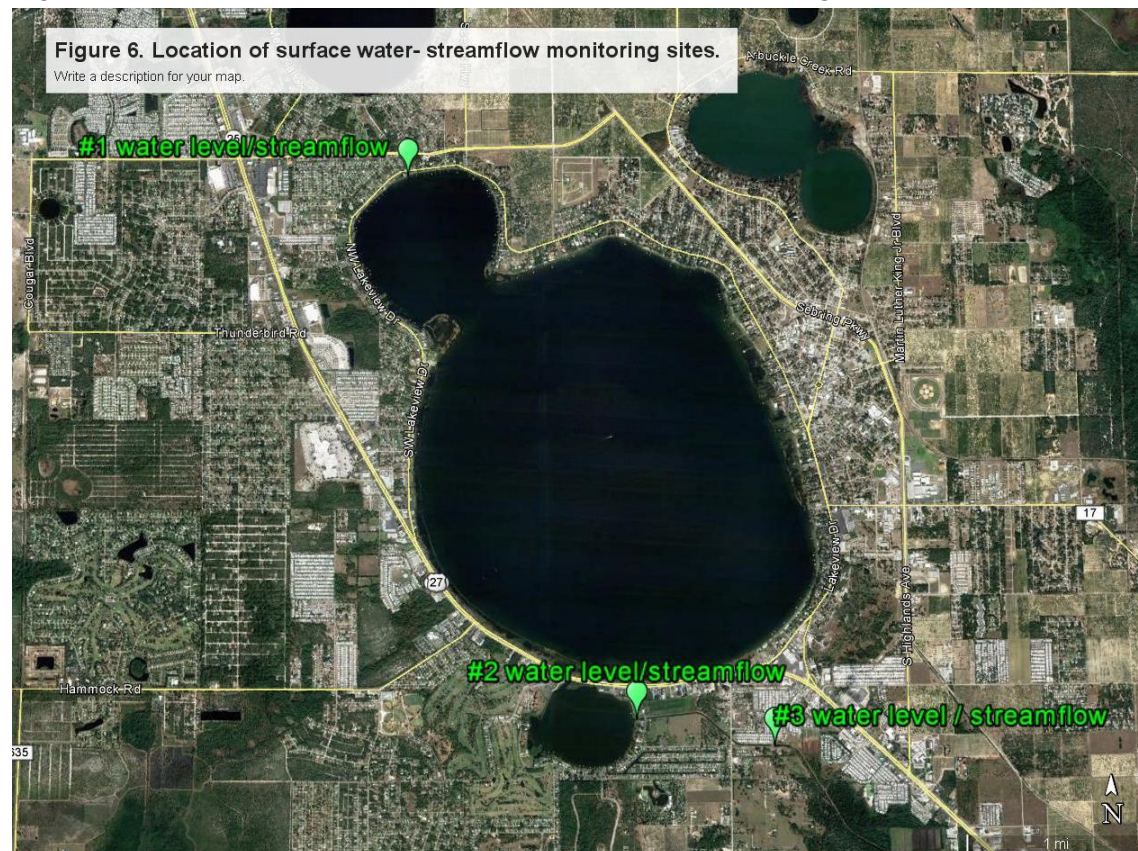 Figure 6. Location of surface water- streamflow monitoring sites.
Write a description for your map.
Arbuckle Creek Rd
#1 water level/streamflow
Cougar Blvd
NW Lakeview Dr
Thunderbird Rd
SW Lakeview Dr
Sebring Pkwy
Martin Luther King Jr Blvd
17
27
Lakeview Dr
S Highlands Ave
#2 water level/streamflow
Hammock Rd
#3 water level / streamflow
635
N
1 mi